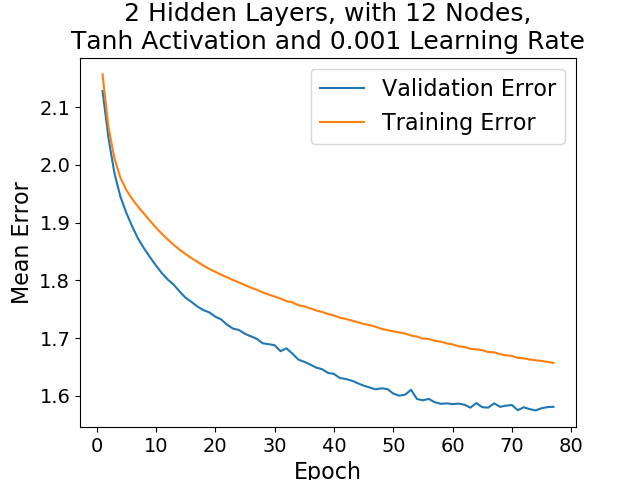 2 Hidden Layers, with 12 Nodes,
Tanh Activation and 0.001 Learning Rate
Validation Error
Training Error
Mean Error
2.1
2.0
1.9
1.8
1.7
1.6
0 10 20 30 40 50 60 70 80
Epoch